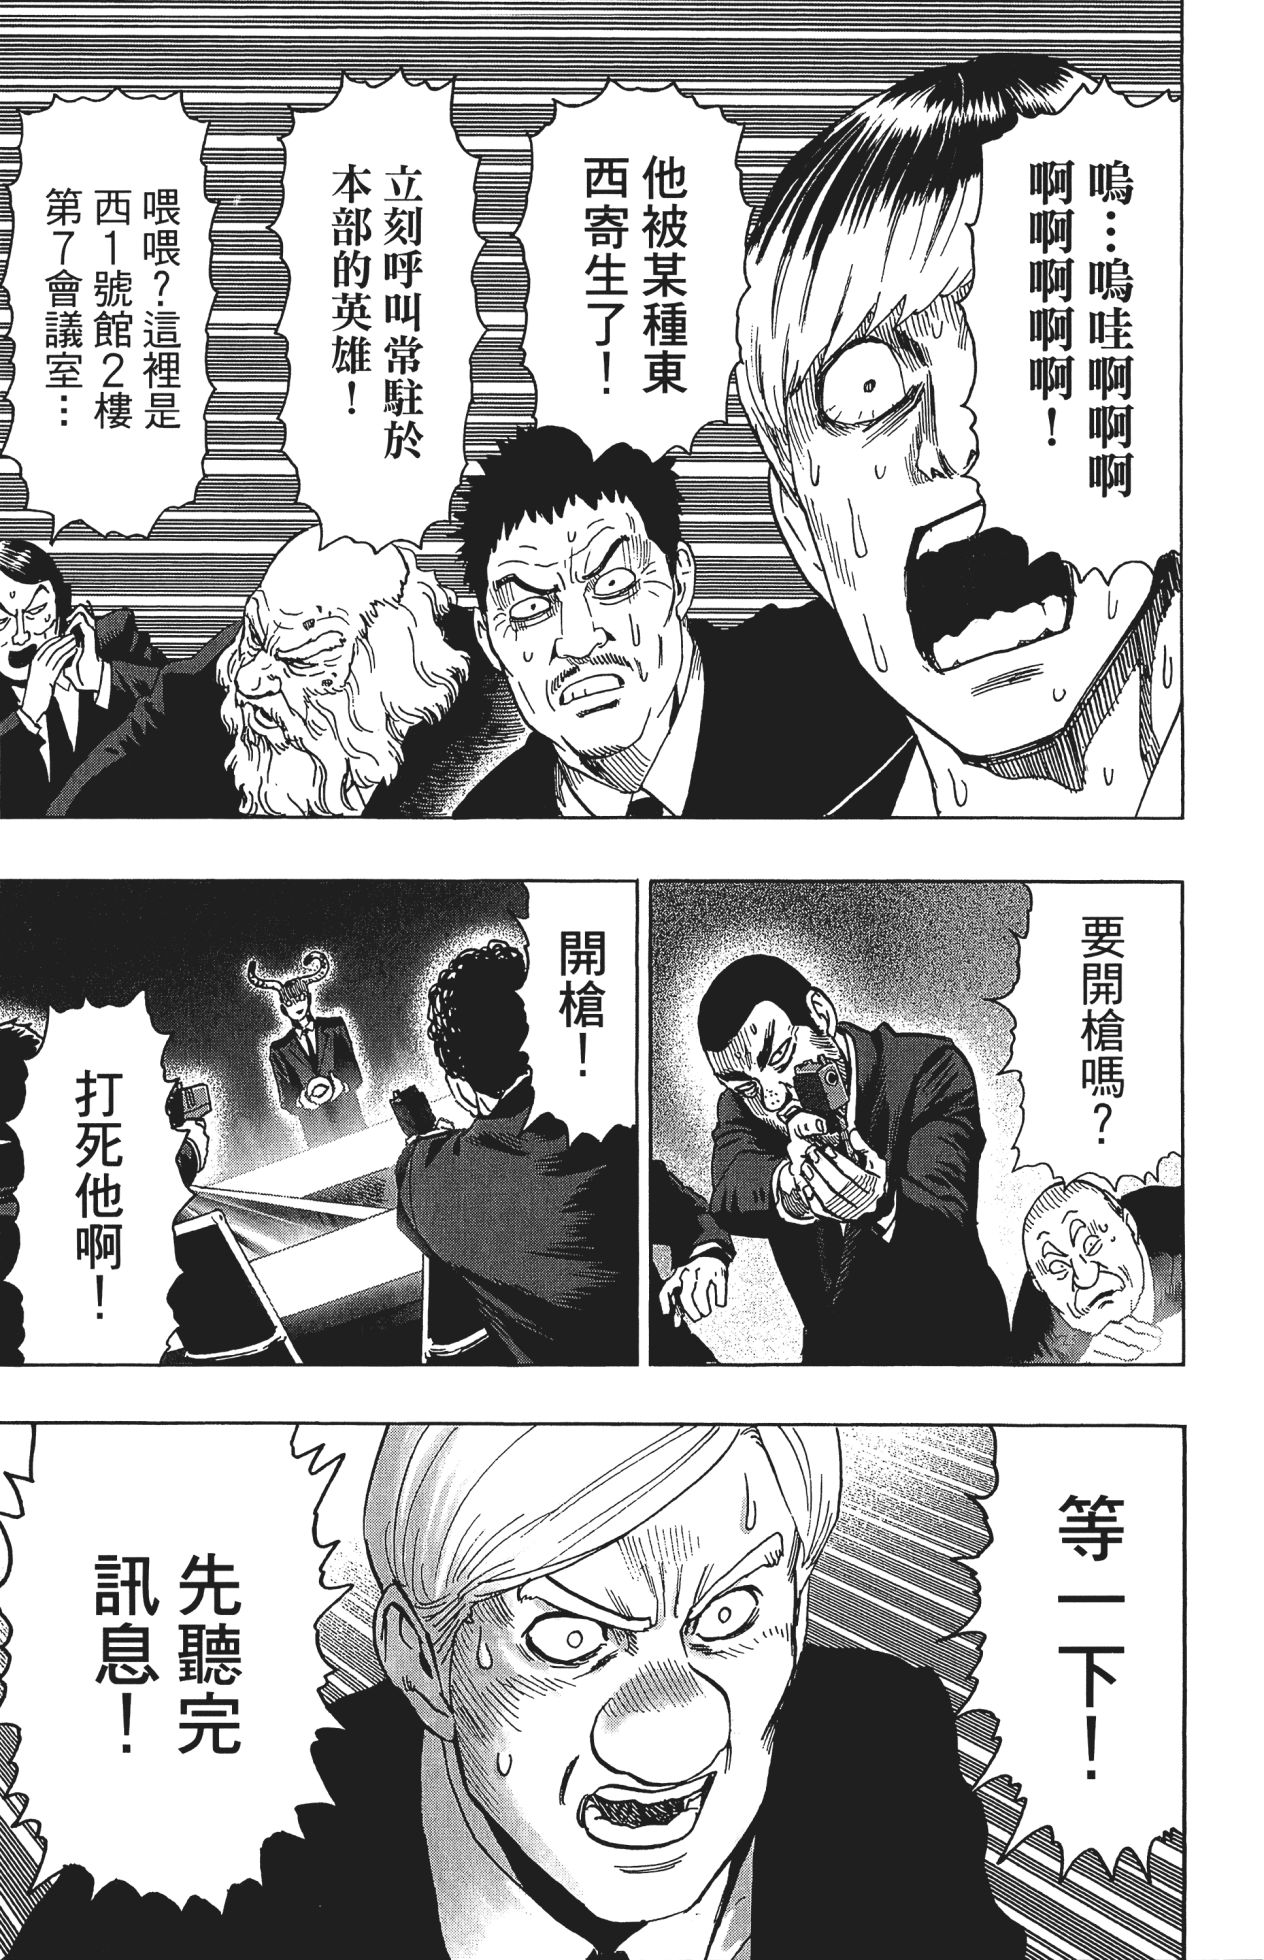 嗚…嗚哇啊啊啊
啊啊啊啊啊！
他被某種東
西寄生了！
立刻呼叫常駐於
本部的英雄！
喂喂？這裡是
西1號館2樓
第7會議室…
要開槍嗎？
開槍！
打死他啊！
等一下！
先聽完
訊息！